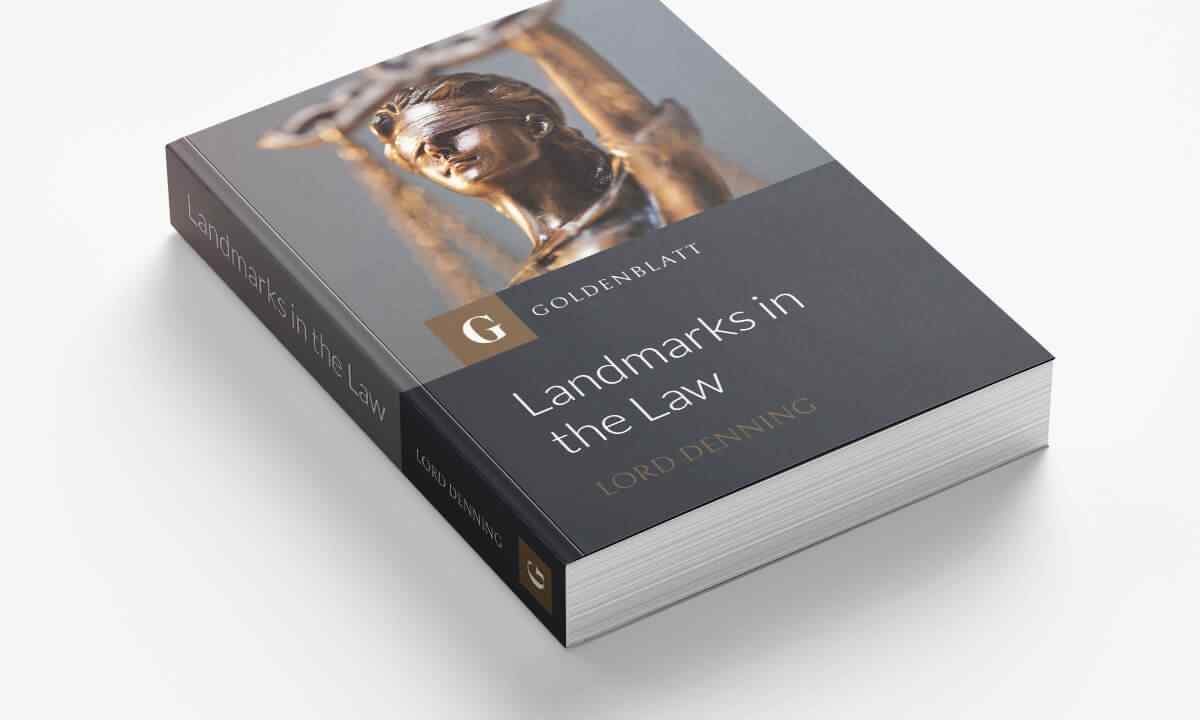 Landmarks in the Law
LORD DENNING
G
G
GOLDENBLATT
Landmarks in
the Law
LORD DENNING